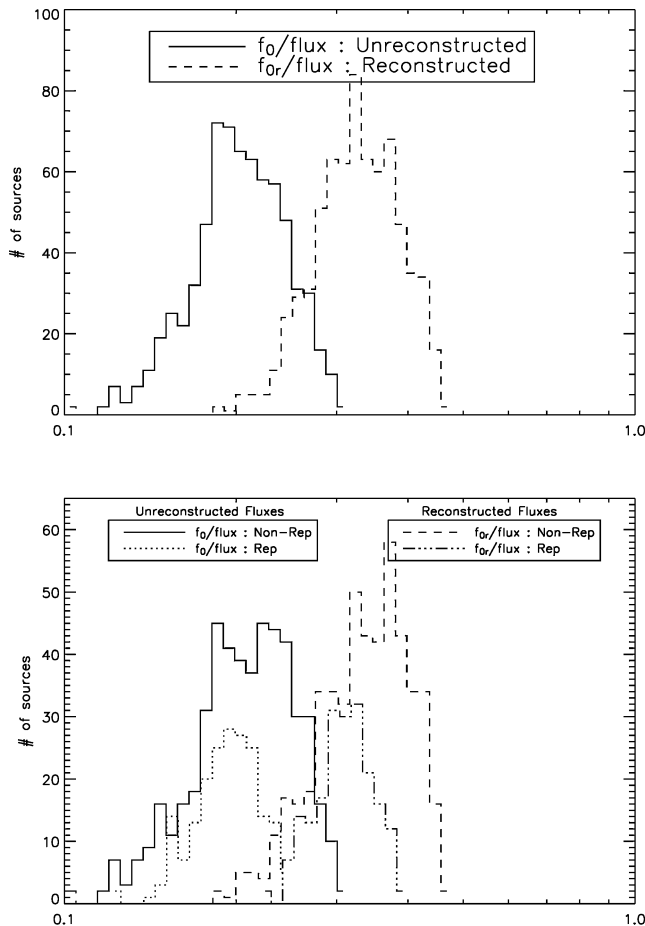 100
f0/flux : Unreconstructed
f0r/flux : Reconstructed
80
60
# of sources
40
20
0
0.1
1.0
Unreconstructed Fluxes
Reconstructed Fluxes
60
f0/flux : Non-Rep
f0r/flux : Non-Rep
f0/flux : Rep
f0r/flux : Rep
50
40
# of sources
30
20
10
0
0.1
1.0